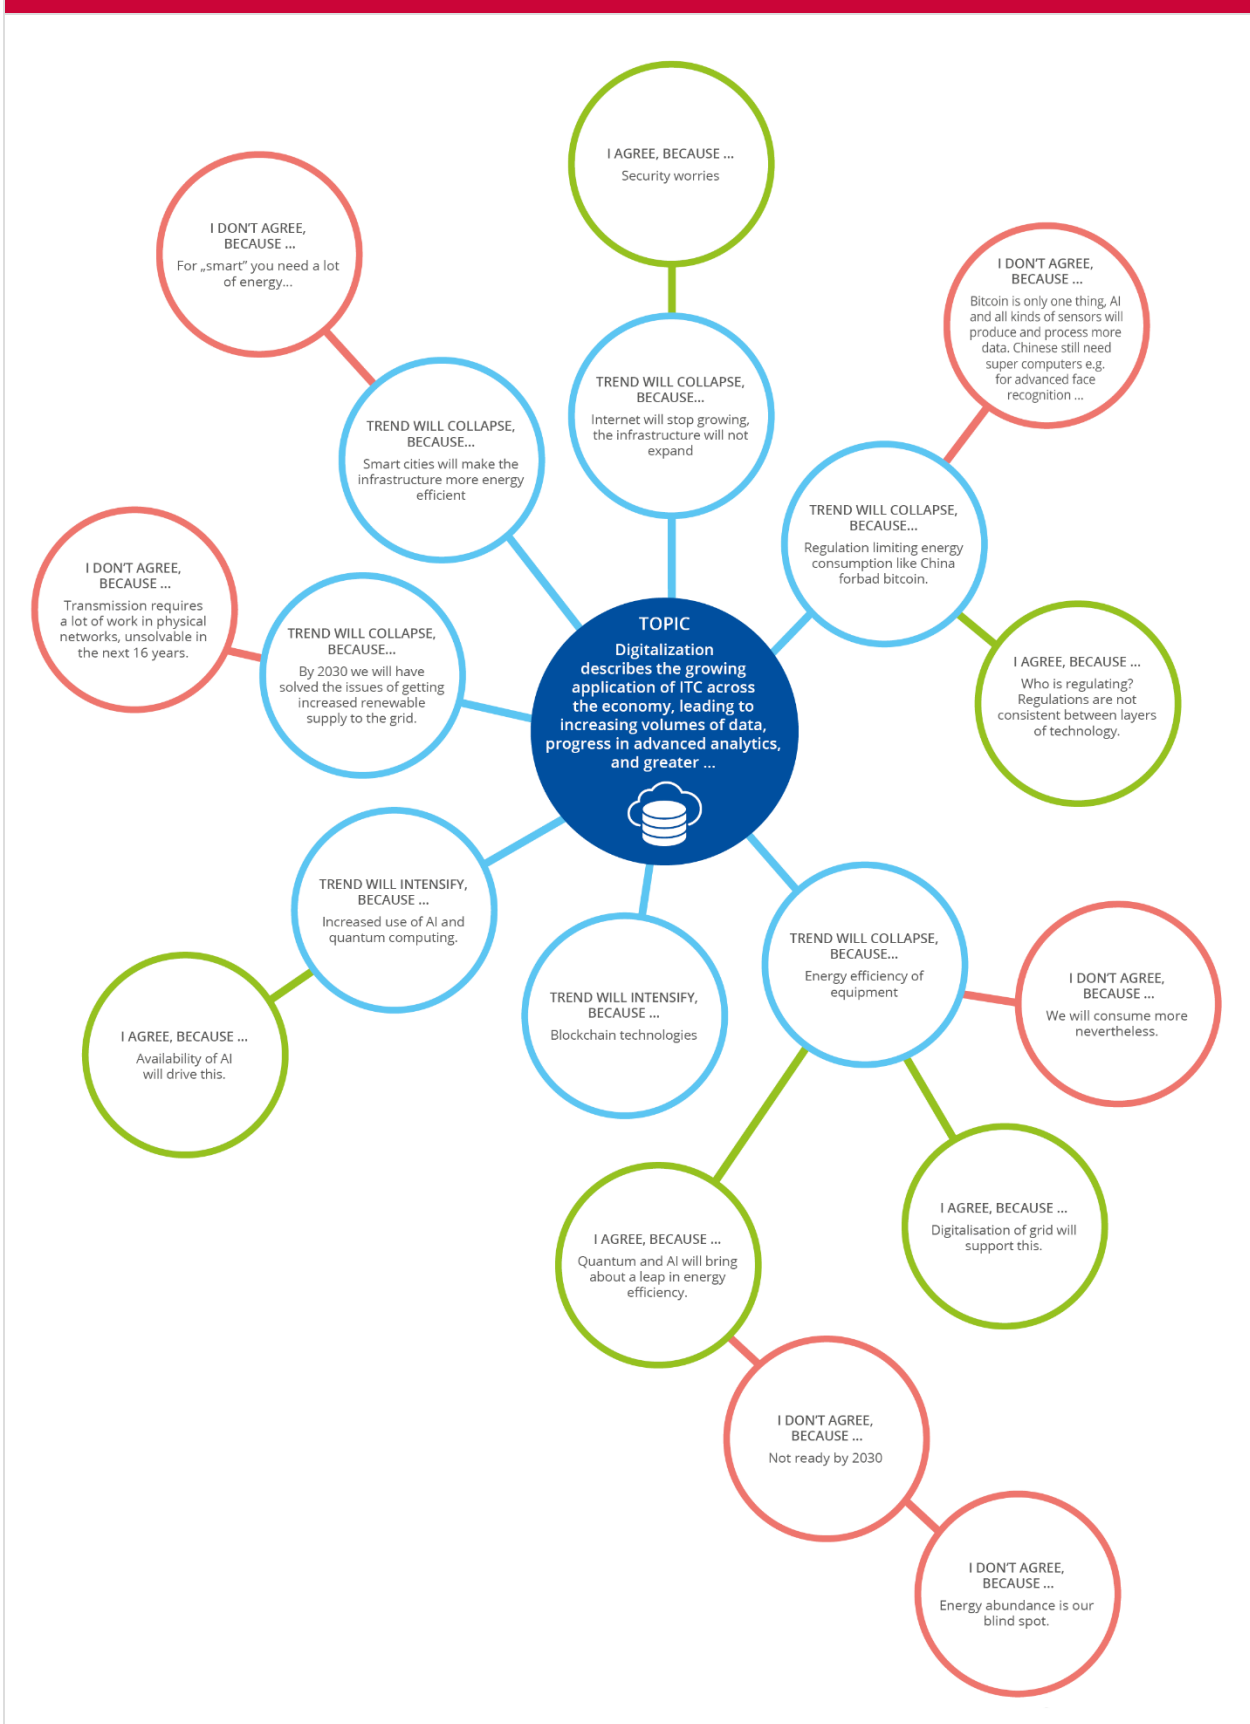 I AGREE, BECAUSE ...
Security worries
I DON'T AGREE,
BECAUSE ...
For „smart” you need a lot
of energy...
I DON'T AGREE,
BECAUSE ...
Bitcoin is only one thing, AI
and all kinds of sensors will
produce and process more
data. Chinese still need
super computers e.g.
for advanced face
recognition ...
TREND WILL COLLAPSE,
BECAUSE...
Internet will stop growing,
the infrastructure will not
expand
TREND WILL COLLAPSE,
BECAUSE...
Smart cities will make the
infrastructure more energy
efficient
TREND WILL COLLAPSE,
BECAUSE...
Regulation limiting energy
consumption like China
forbad bitcoin.
I DON'T AGREE,
BECAUSE ...
Transmission requires
a lot of work in physical
networks, unsolvable in
the next 16 years.
TREND WILL COLLAPSE,
BECAUSE...
By 2030 we will have
solved the issues of getting
increased renewable
supply to the grid.
TOPIC
Digitalization
describes the growing
application of ITC across
the economy, leading to
increasing volumes of data,
progress in advanced analytics,
and greater ...
I AGREE, BECAUSE ...
Who is regulating?
Regulations are not
consistent between layers
of technology.
TREND WILL INTENSIFY,
BECAUSE ...
Increased use of AI and
quantum computing.
TREND WILL COLLAPSE,
BECAUSE...
Energy efficiency of
equipment
I DON'T AGREE,
BECAUSE ...
We will consume more
nevertheless.
TREND WILL INTENSIFY,
BECAUSE ...
Blockchain technologies
I AGREE, BECAUSE ...
Availability of AI
will drive this.
I AGREE, BECAUSE ...
Digitalisation of grid will
support this.
I AGREE, BECAUSE ...
Quantum and AI will bring
about a leap in energy
efficiency.
I DON'T AGREE,
BECAUSE ...
Not ready by 2030
I DON'T AGREE,
BECAUSE ...
Energy abundance is our
blind spot.